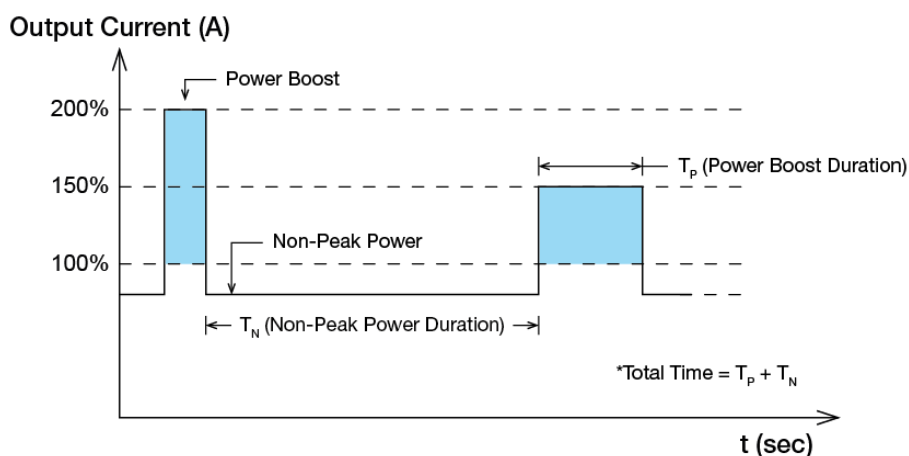 Output Current (A)
Power Boost
200%
T_P (Power Boost Duration)
150%
Non-Peak Power
100%
T_N (Non-Peak Power Duration)
*Total Time = T_P + T_N
t (sec)